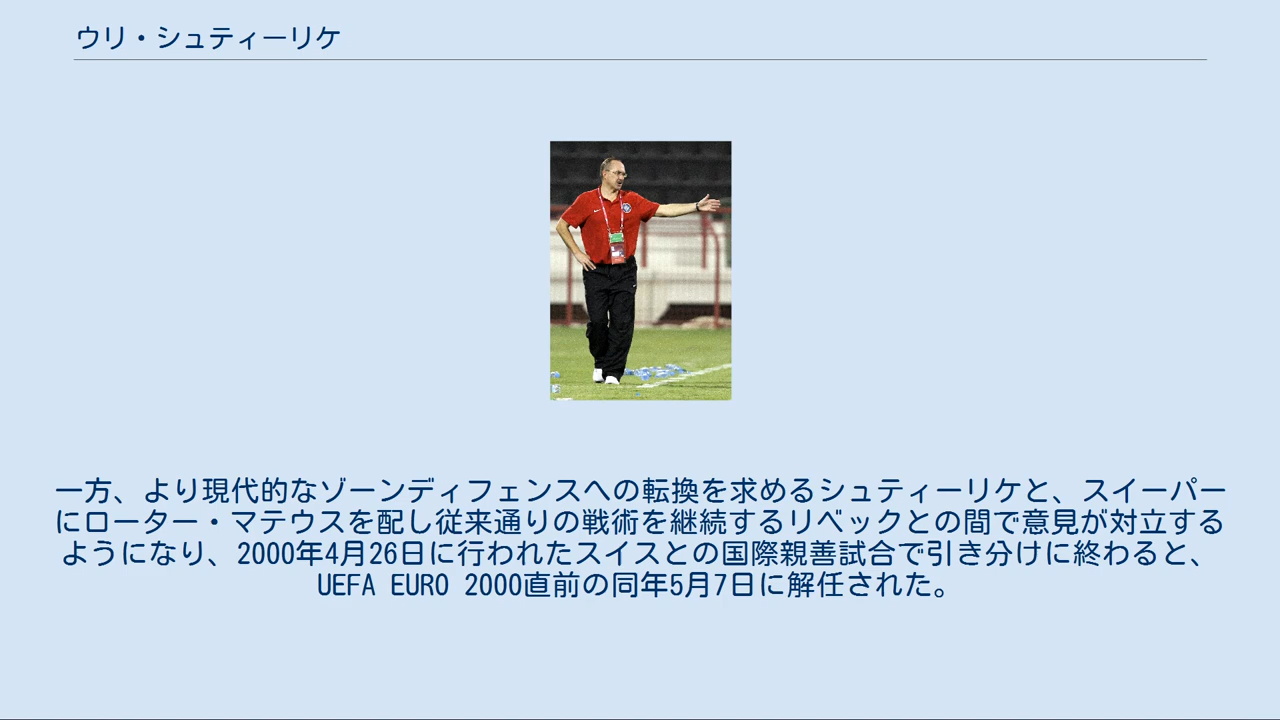 ウリ・シュティーリケ
一方、より現代的なゾーンディフェンスへの転換を求めるシュティーリケと、スイーパー
にローター・マテウスを配し従来通りの戦術を継続するリベックとの間で意見が対立する
ようになり、2000年4月26日に行われたスイスとの国際親善試合で引き分けに終わると、
UEFA EURO 2000直前の同年5月7日に解任された。